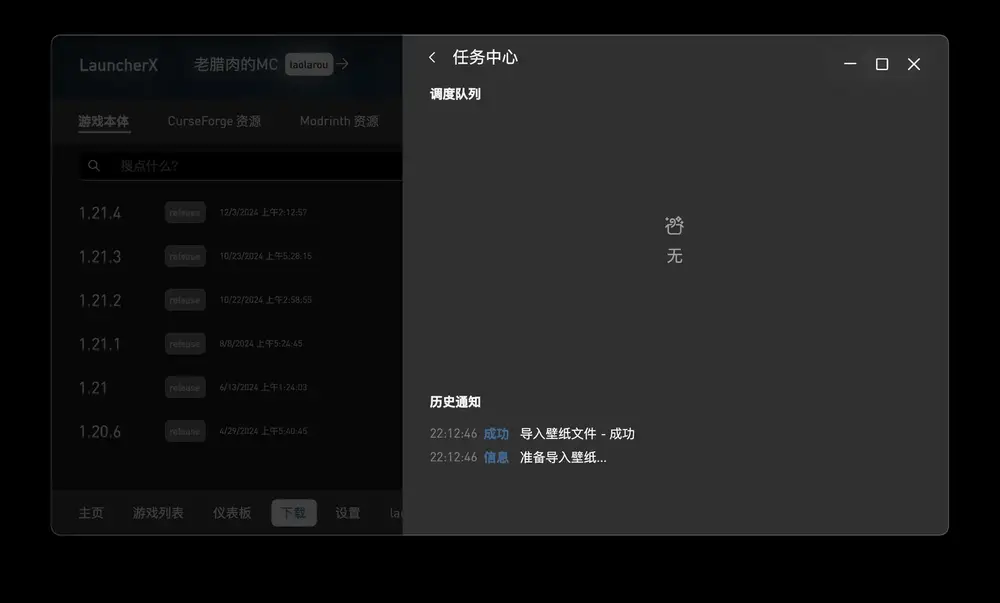 LauncherX
老腊肉的MC laolarou
游戏本体 CurseForge 资源 Modrinth 资源
搜点什么?
1.21.4 release 12/3/2024 上午2:12:57
1.21.3 release 10/23/2024 上午5:28:15
1.21.2 release 10/22/2024 上午2:58:55
1.21.1 release 8/8/2024 上午5:24:45
1.21 release 6/13/2024 上午1:24:03
1.20.6 release 4/29/2024 上午5:40:45
主页 游戏列表 仪表板 下载 设置
任务中心
调度队列
无
历史通知
22:12:46 成功 导入壁纸文件 - 成功
22:12:46 信息 准备导入壁纸...